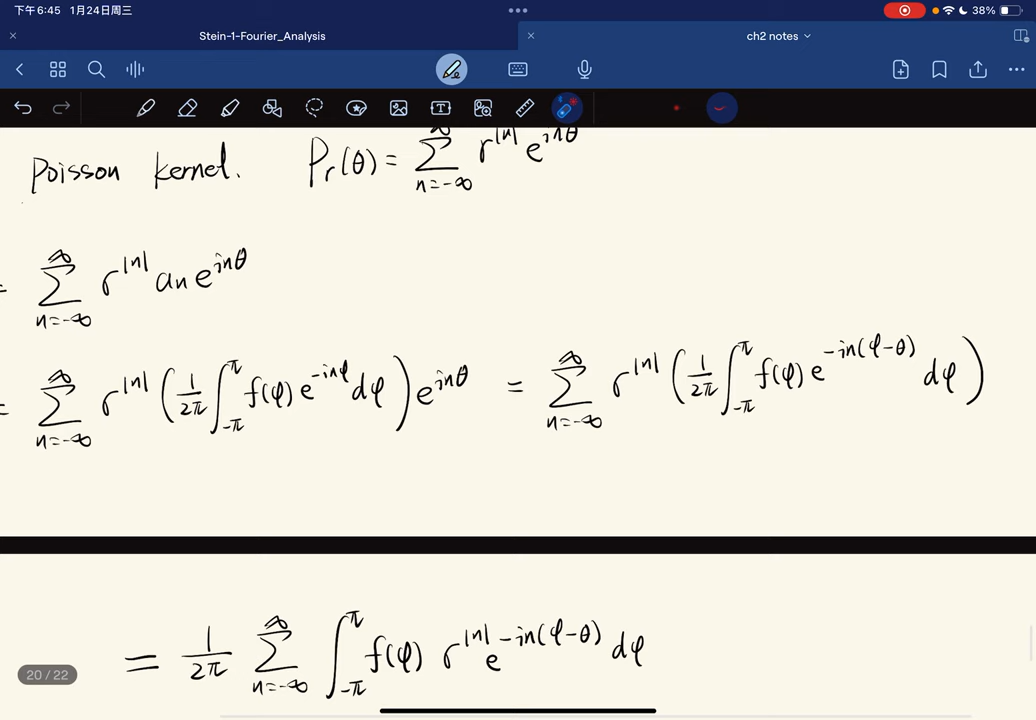 下午6:45 1月24日周三 38%
Stein-1-Fourier_Analysis ch2 notes
Poisson kernel. Pr(θ) = ∑_{n=-∞}^{∞} r^{|n|} e^{inθ}
= ∑_{n=-∞}^{∞} r^{|n|} a_n e^{inθ}
= ∑_{n=-∞}^{∞} r^{|n|} (1/2π ∫_{-π}^{π} f(φ) e^{-inφ} dφ) e^{inθ} = ∑_{n=-∞}^{∞} r^{|n|} (1/2π ∫_{-π}^{π} f(φ) e^{-in(φ-θ)} dφ)
= 1/2π ∑_{n=-∞}^{∞} ∫_{-π}^{π} f(φ) r^{|n|} e^{-in(φ-θ)} dφ
20 / 22